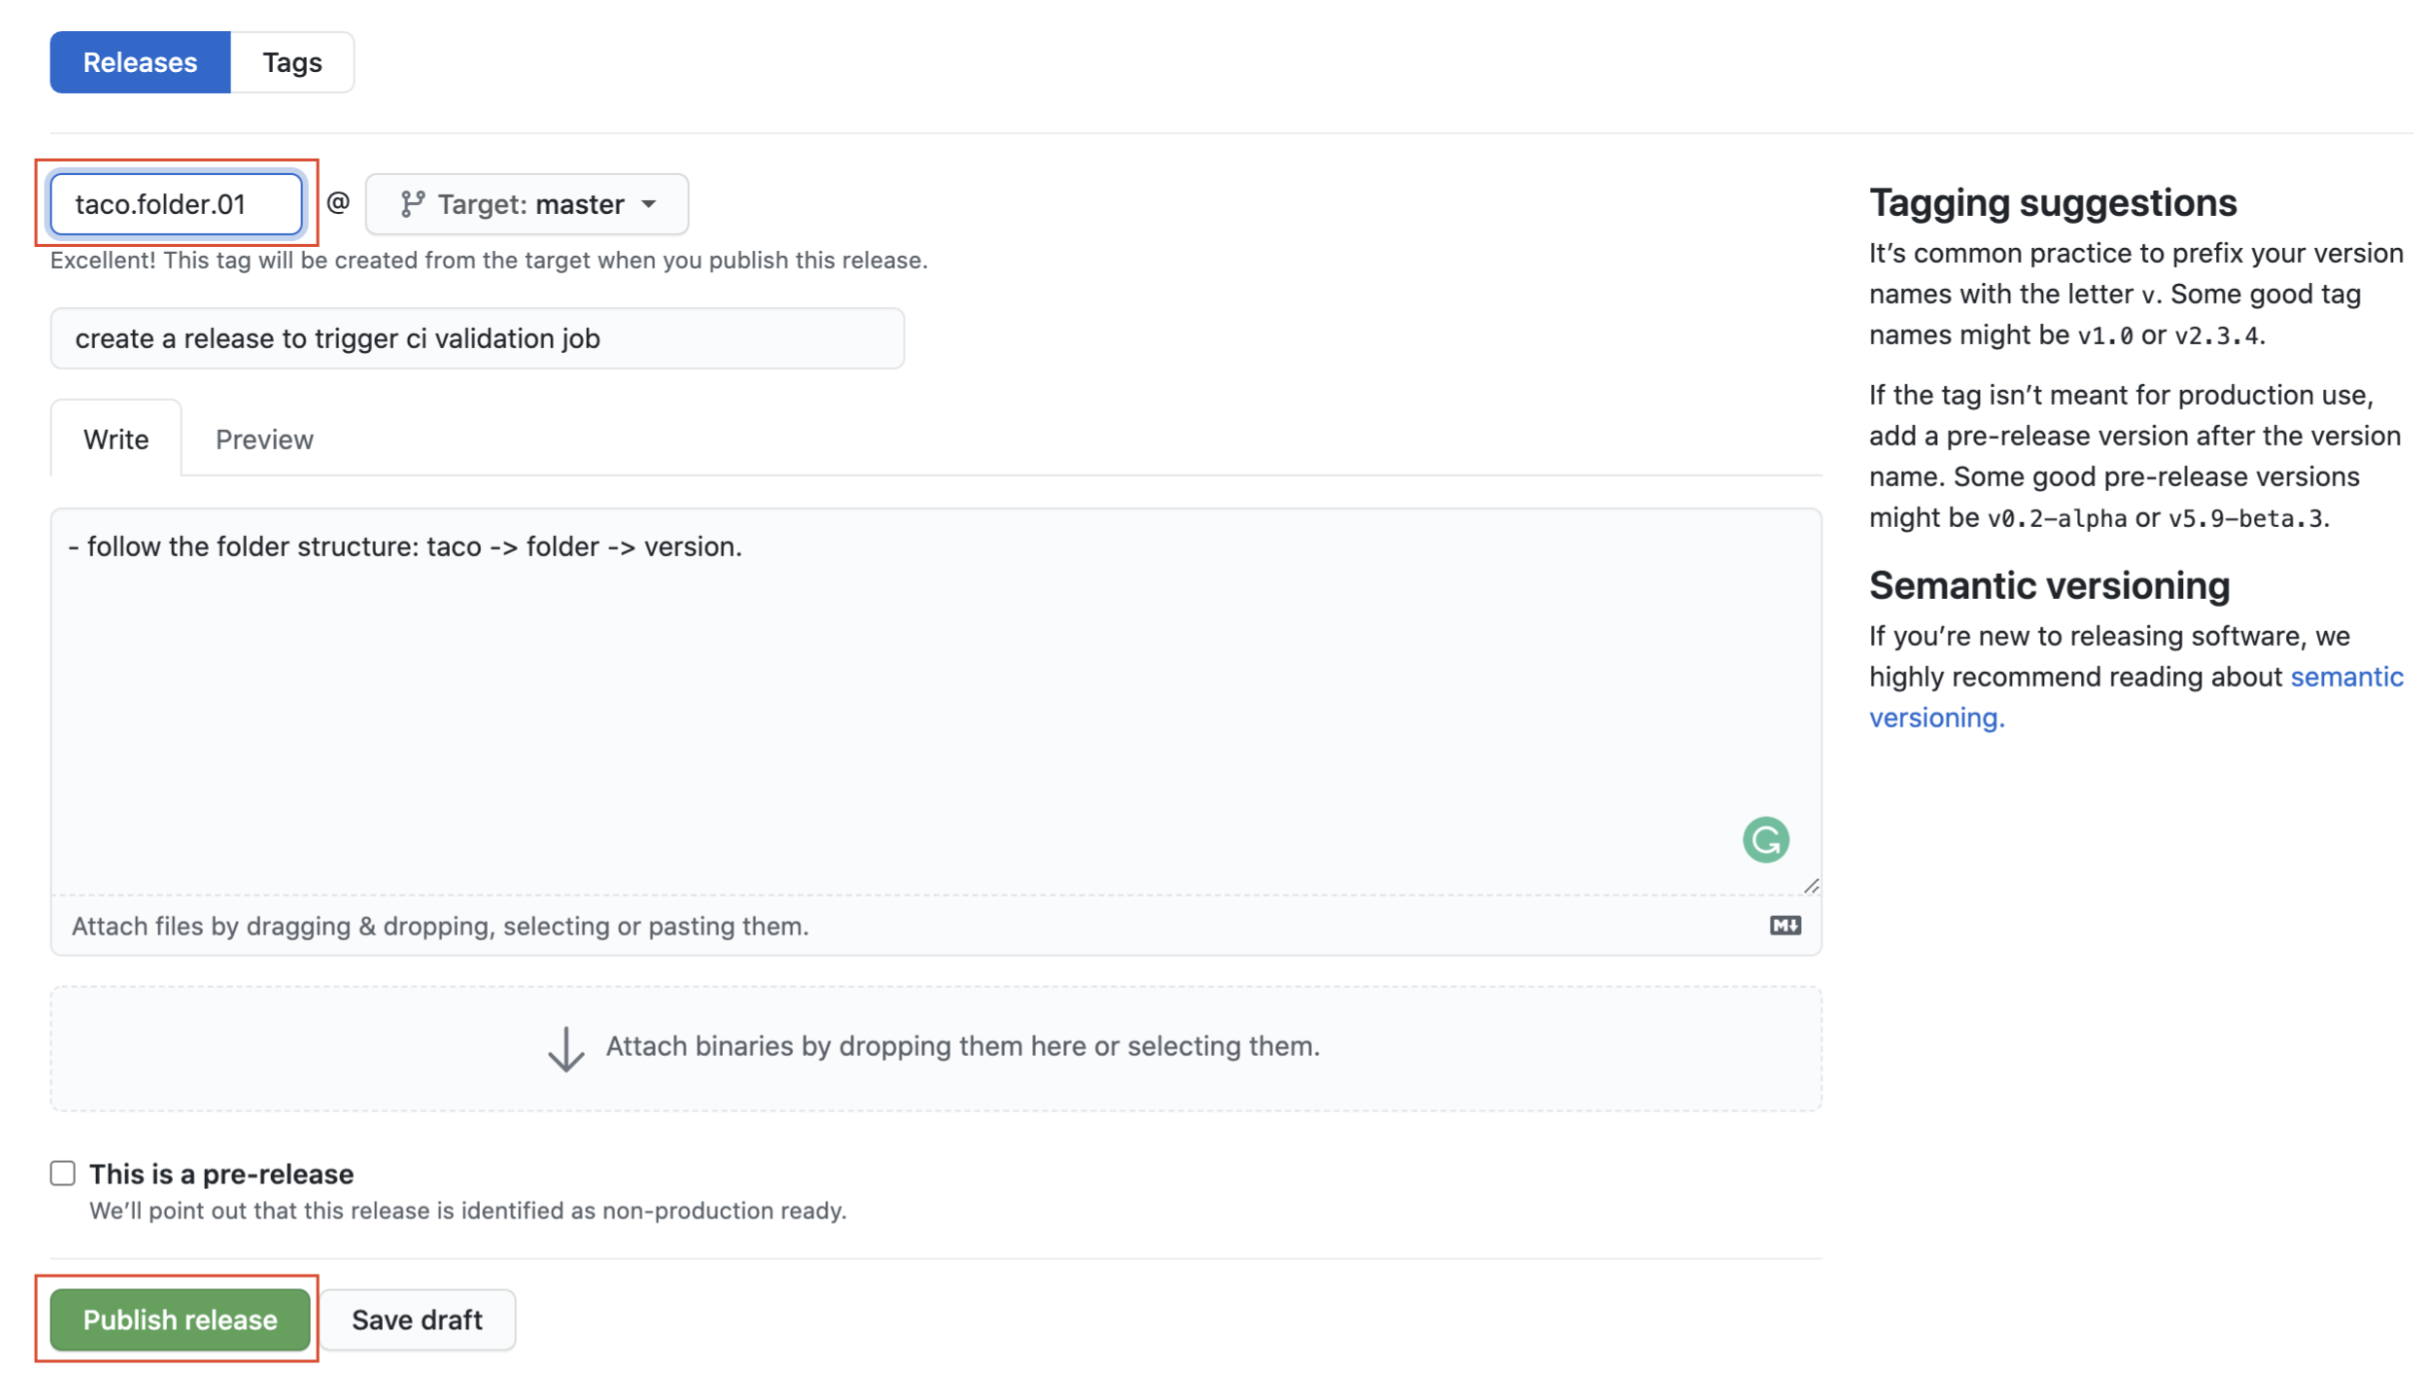 Releases Tags
taco.folder.01 @ Target: master
Excellent! This tag will be created from the target when you publish this release.
create a release to trigger ci validation job
Write Preview
- follow the folder structure: taco -> folder -> version.
Attach files by dragging & dropping, selecting or pasting them.
M
Attach binaries by dropping them here or selecting them.
This is a pre-release
We’ll point out that this release is identified as non-production ready.
Publish release Save draft
Tagging suggestions
It’s common practice to prefix your version
names with the letter v. Some good tag
names might be v1.0 or v2.3.4.
If the tag isn’t meant for production use,
add a pre-release version after the version
name. Some good pre-release versions
might be v0.2-alpha or v5.9-beta.3.
Semantic versioning
If you’re new to releasing software, we
highly recommend reading about semantic
versioning.